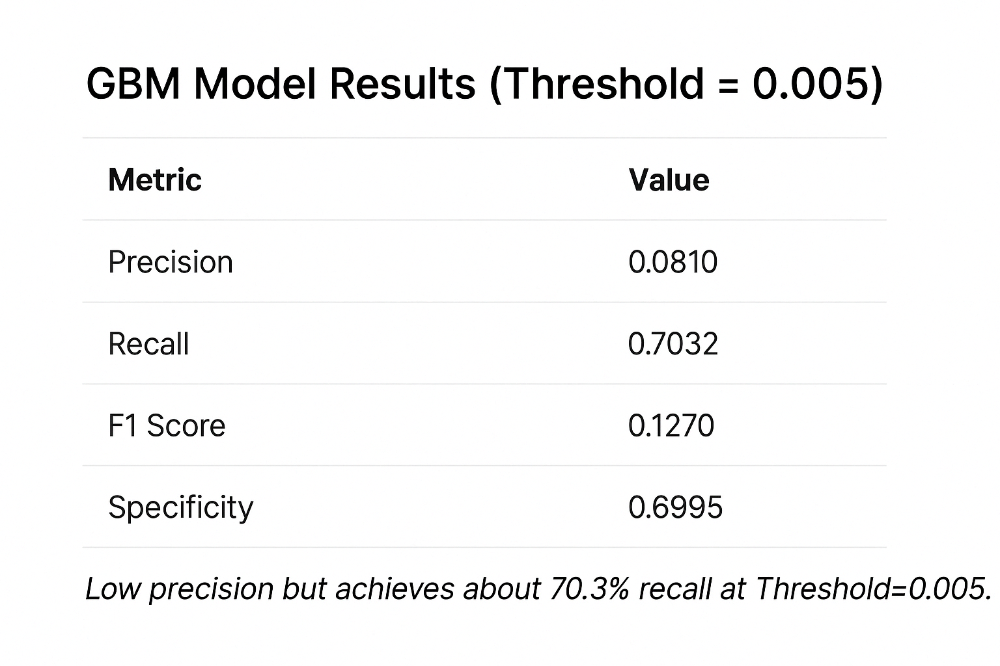 GBM Model Results (Threshold = 0.005)
Metric Value
Precision 0.0810
Recall 0.7032
F1 Score 0.1270
Specificity 0.6995
Low precision but achieves about 70.3% recall at Threshold=0.005.